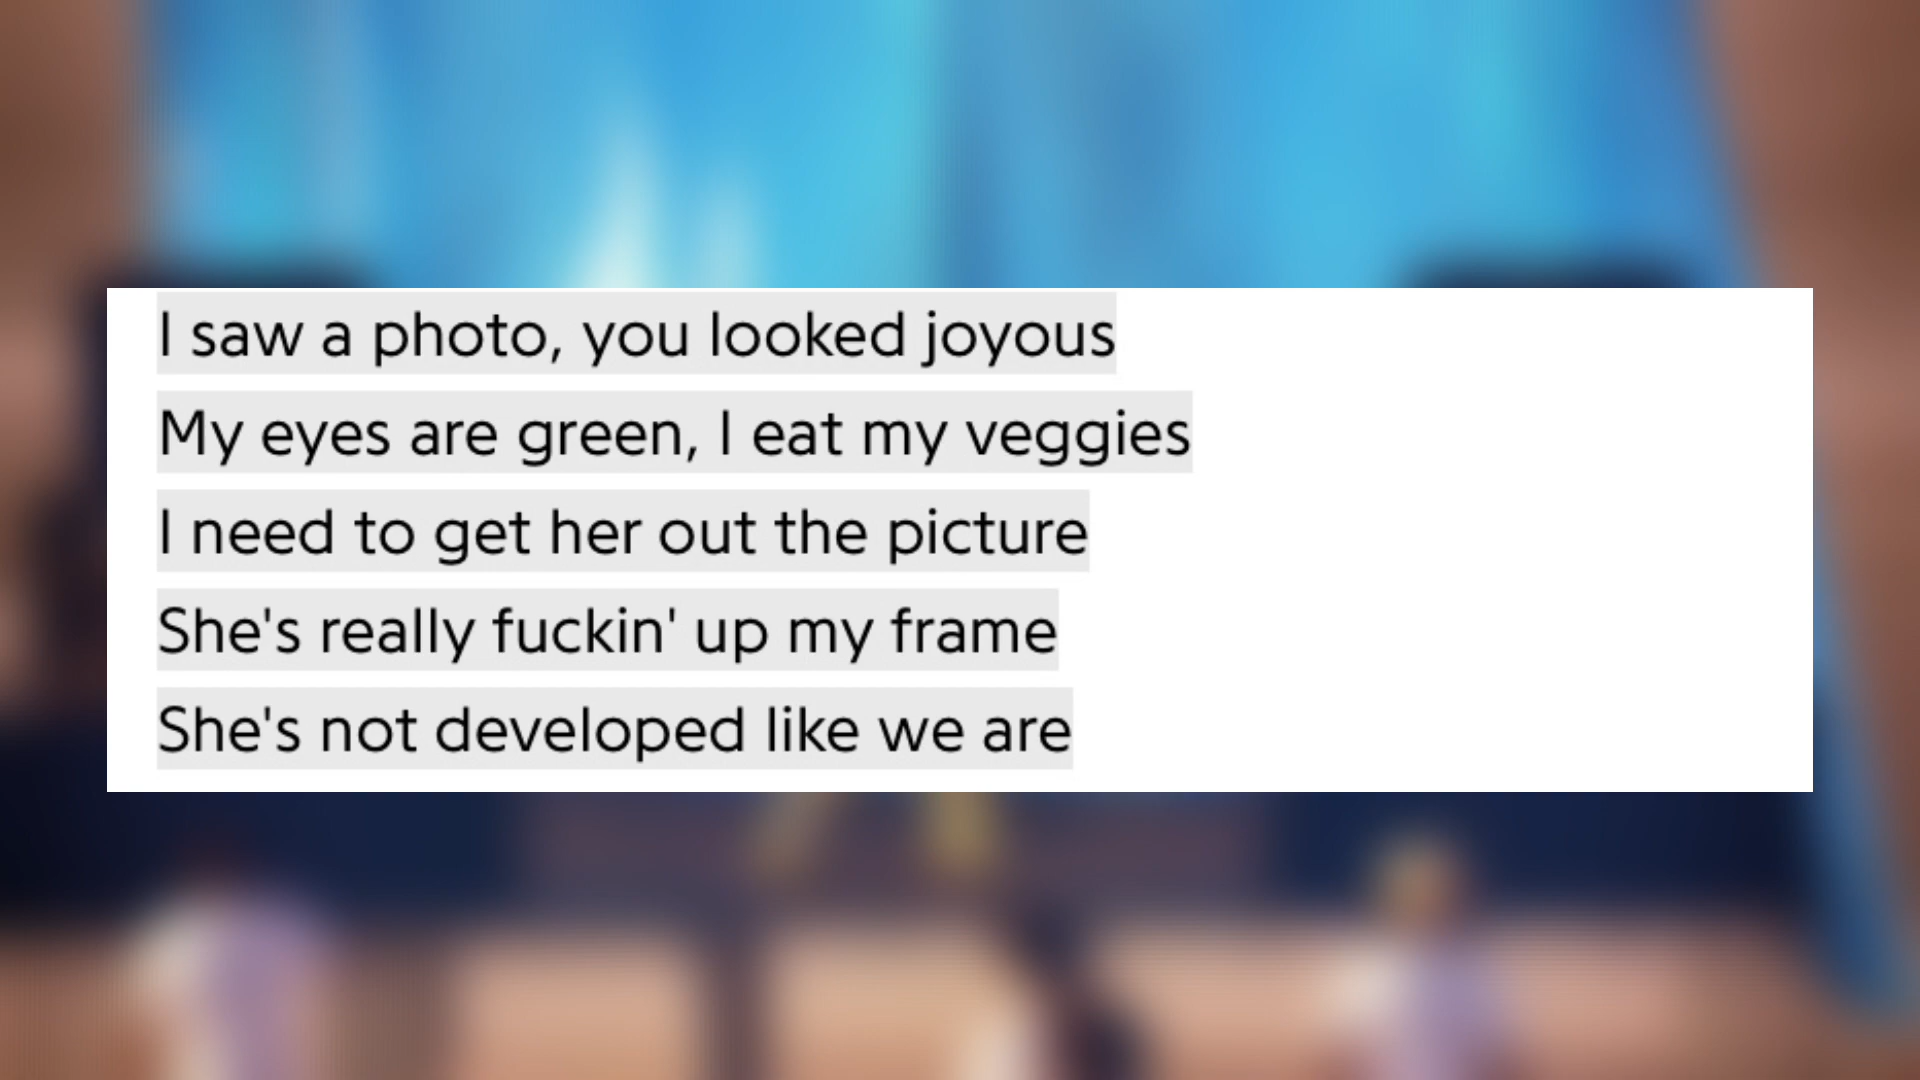 I saw a photo, you looked joyous
My eyes are green, I eat my veggies
I need to get her out the picture
She's really fuckin' up my frame
She's not developed like we are